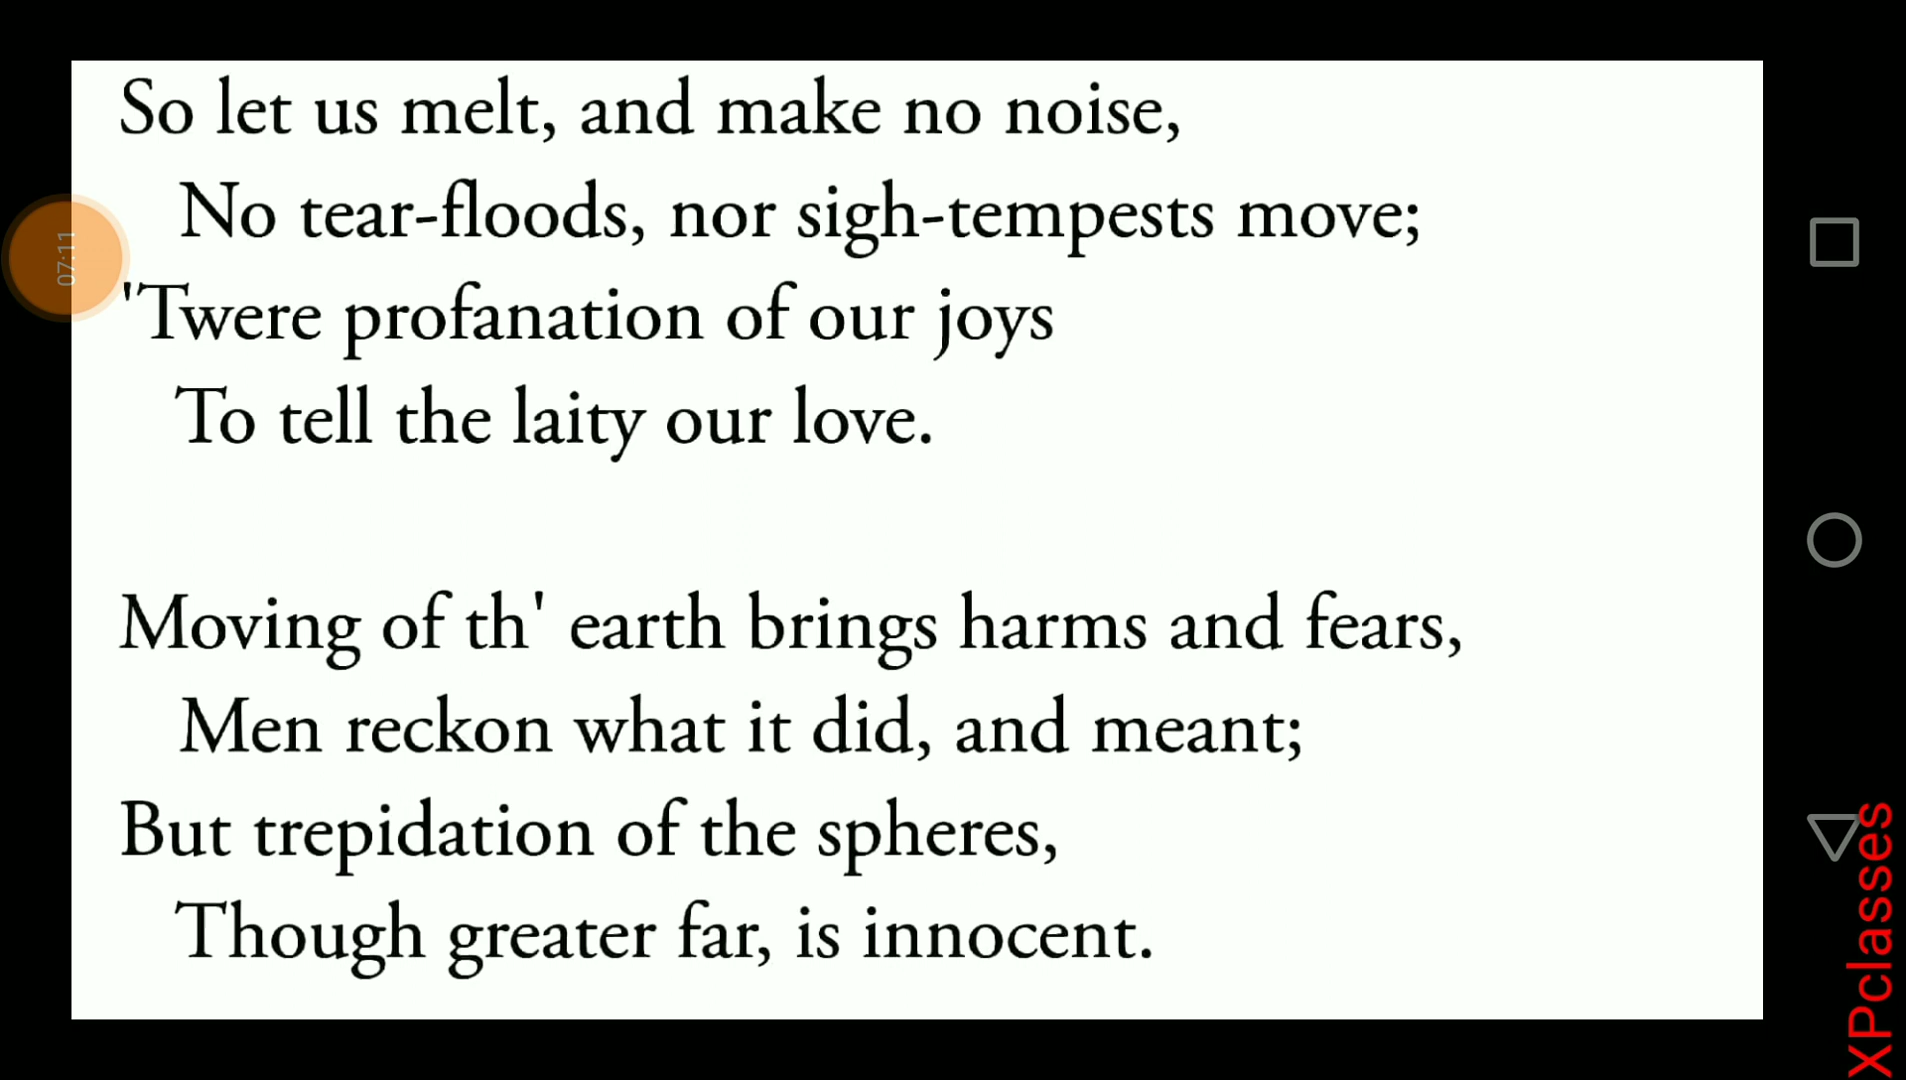 So let us melt, and make no noise,
No tear-floods, nor sigh-tempests move;
'Twere profanation of our joys
To tell the laity our love.
Moving of th' earth brings harms and fears,
Men reckon what it did, and meant;
But trepidation of the spheres,
Though greater far, is innocent.
07:11
XPclasses